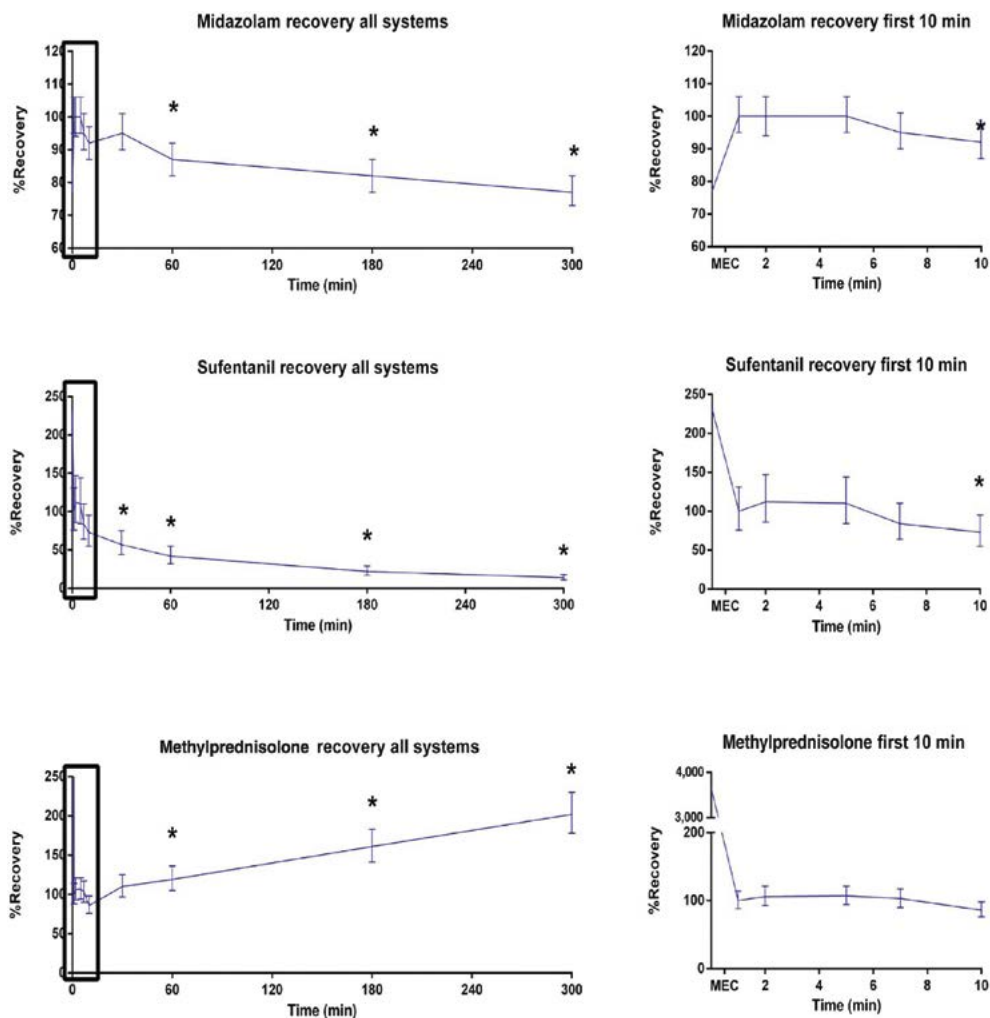 Midazolam recovery all systems
%Recovery
120
110
100
90
80
70
60
0 60 120 180 240 300
Time (min)
*
*
*
Midazolam recovery first 10 min
%Recovery
120
110
100
90
80
70
60
MEC 2 4 6 8 10
Time (min)
*
Sufentanil recovery all systems
%Recovery
250
200
150
100
50
0
0 60 120 180 240 300
Time (min)
*
*
*
*
Sufentanil recovery first 10 min
%Recovery
250
200
150
100
50
0
MEC 2 4 6 8 10
Time (min)
*
Methylprednisolone recovery all systems
%Recovery
250
200
150
100
50
0
0 60 120 180 240 300
Time (min)
*
*
*
Methylprednisolone first 10 min
%Recovery
4,000
3,000
200
100
0
MEC 2 4 6 8 10
Time (min)